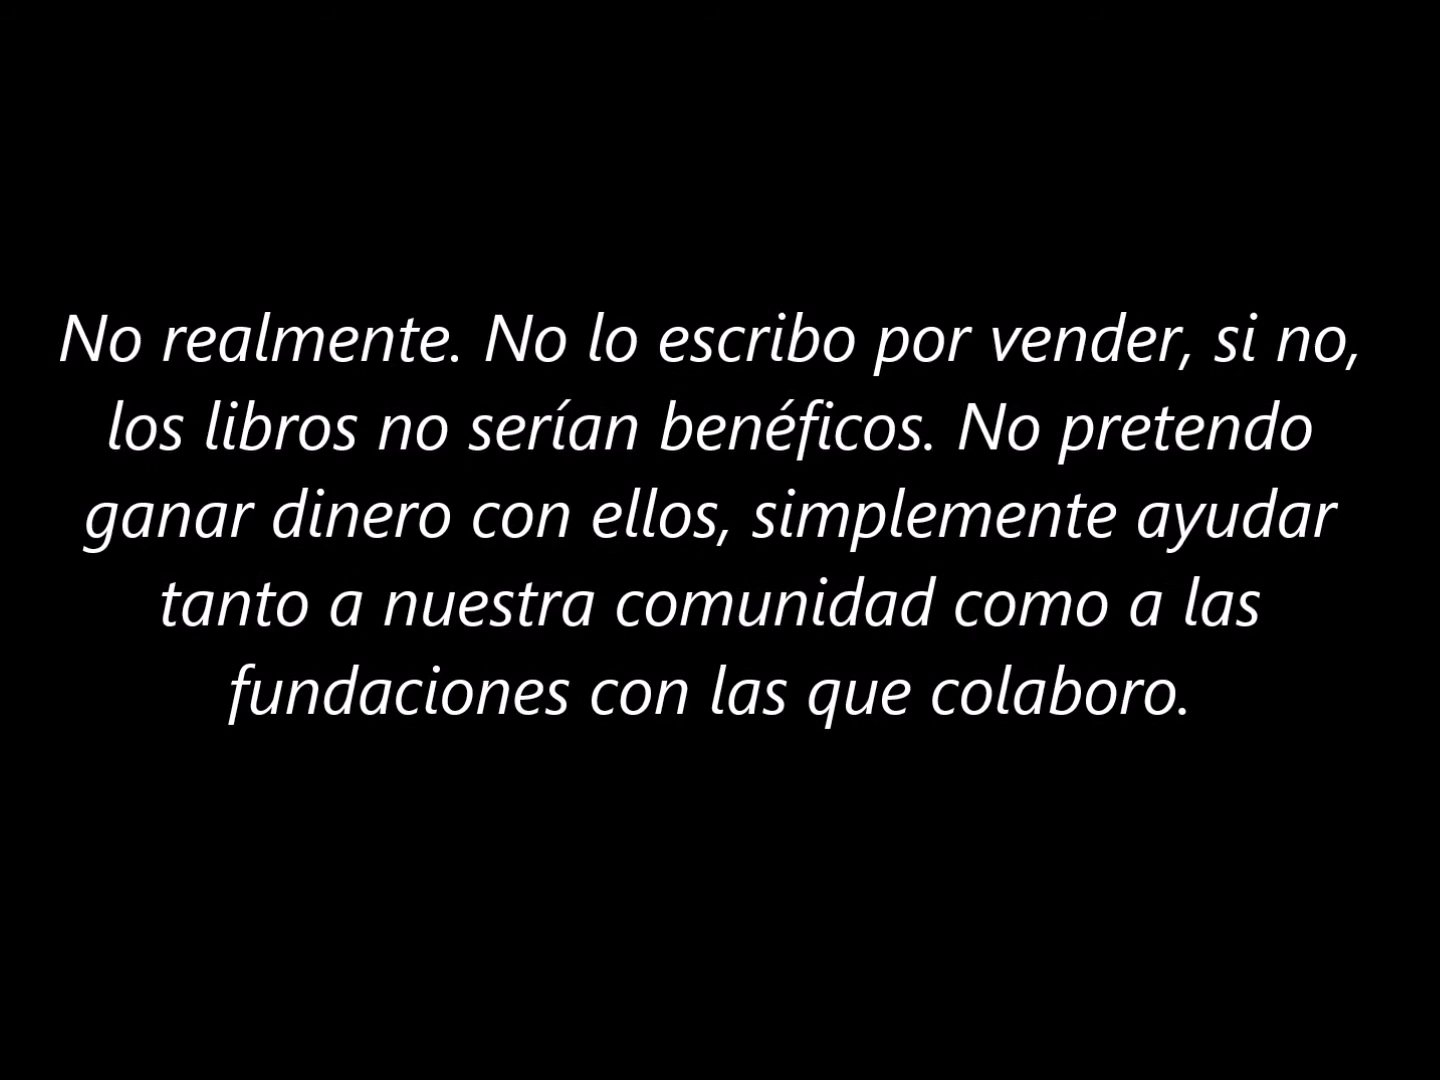 No realmente. No lo escribo por vender, si no,
los libros no serían benéficos. No pretendo
ganar dinero con ellos, simplemente ayudar
tanto a nuestra comunidad como a las
fundaciones con las que colaboro.